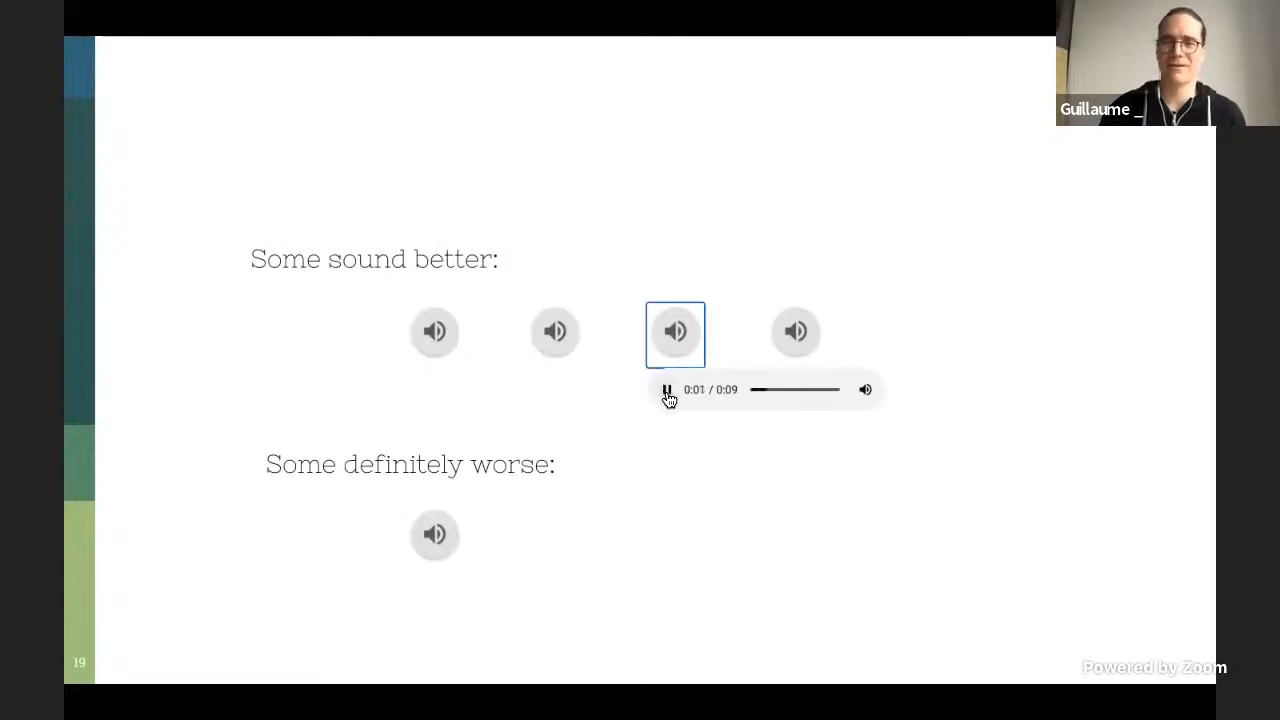 Guillaume _
Some sound better:
0:01 / 0:09
Some definitely worse:
19
Powered by Zoom